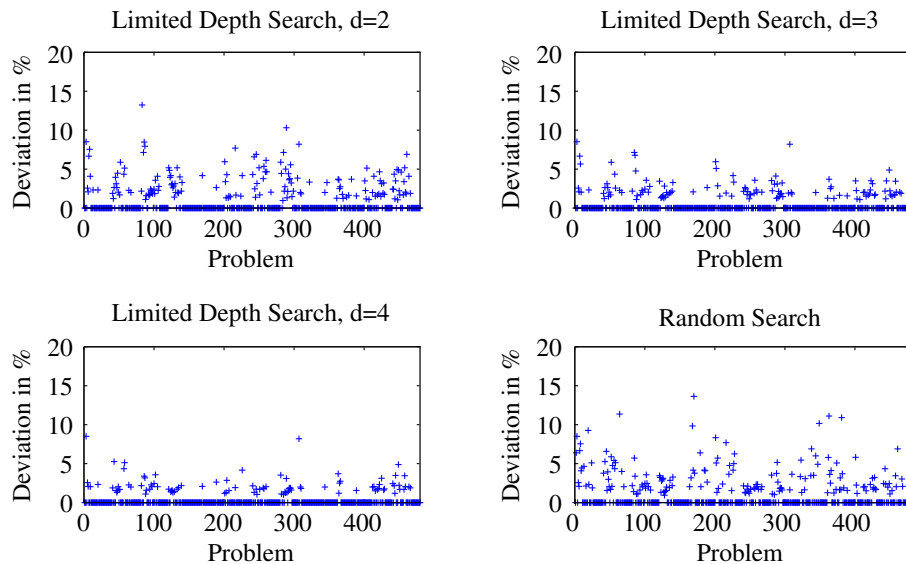 Limited Depth Search, d=2
20
15
10
5
0
0 100 200 300 400
Deviation in %
Problem
Limited Depth Search, d=3
20
15
10
5
0
0 100 200 300 400
Deviation in %
Problem
Limited Depth Search, d=4
20
15
10
5
0
0 100 200 300 400
Deviation in %
Problem
Random Search
20
15
10
5
0
0 100 200 300 400
Deviation in %
Problem